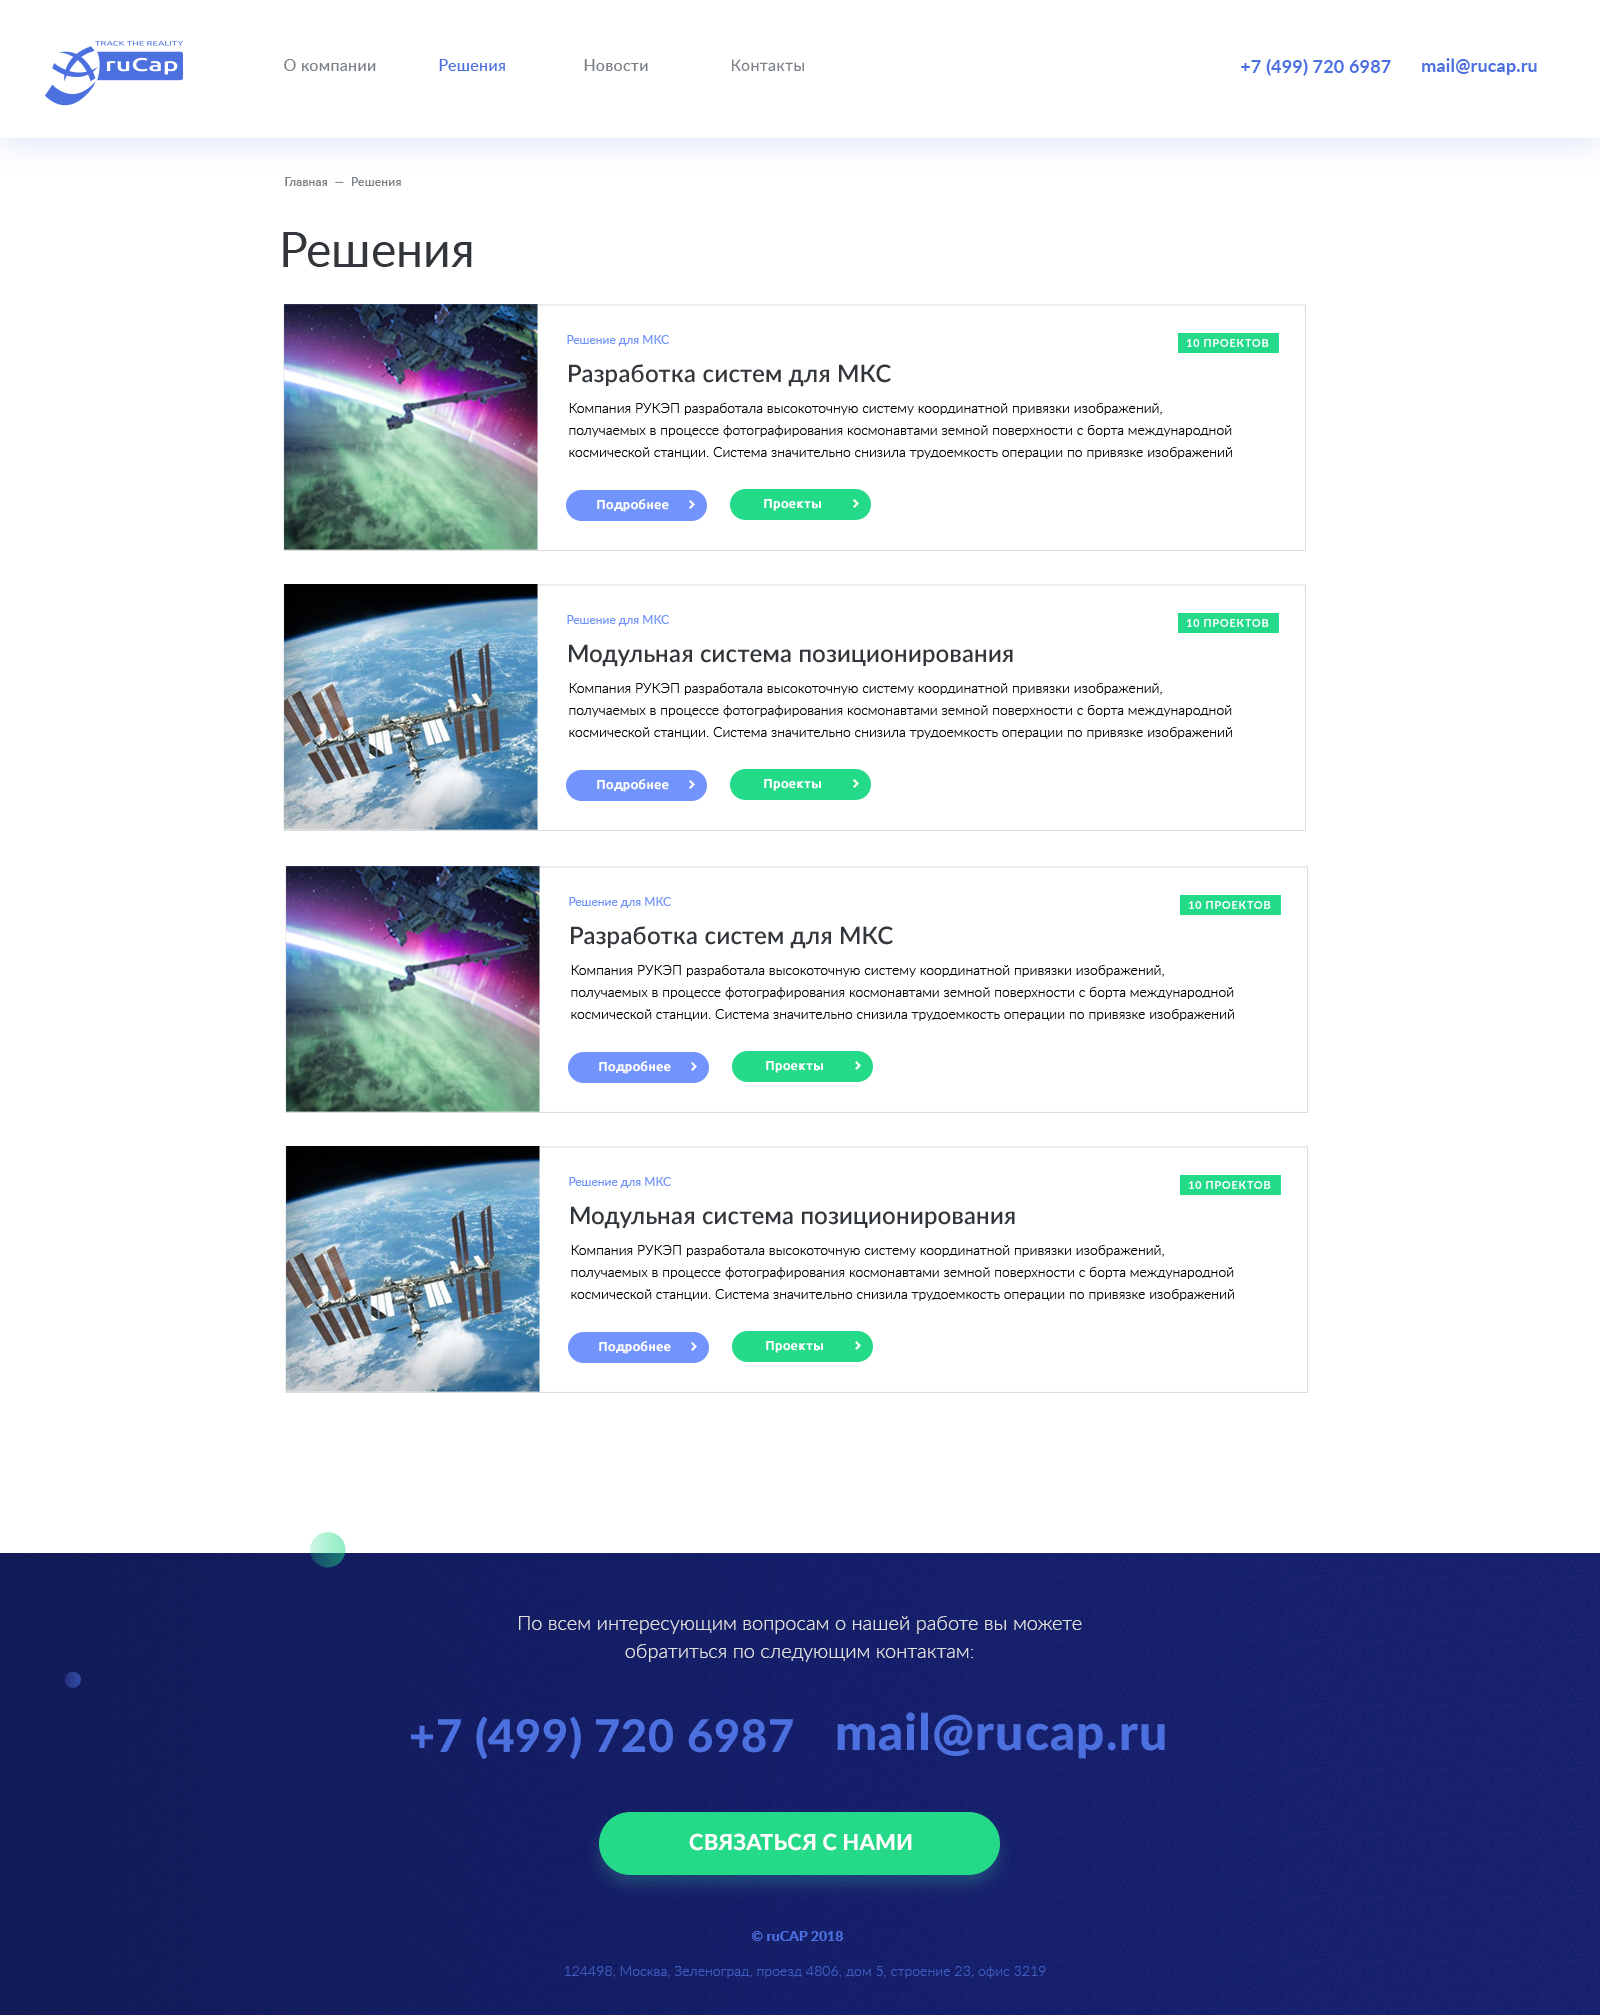 TRACK THE REALITY
ruCap
О компании
Решения
Новости
Контакты
+7 (499) 720 6987
mail@rucap.ru
Главная — Решения
Решения
Решение для МКС
10 ПРОЕКТОВ
Разработка систем для МКС
Компания РУКЭП разработала высокоточную систему координатной привязки изображений,
получаемых в процессе фотографирования космонавтами земной поверхности с борта международной
космической станции. Система значительно снизила трудоемкость операции по привязке изображений
Подробнее
Проекты
Решение для МКС
10 ПРОЕКТОВ
Модульная система позиционирования
Компания РУКЭП разработала высокоточную систему координатной привязки изображений,
получаемых в процессе фотографирования космонавтами земной поверхности с борта международной
космической станции. Система значительно снизила трудоемкость операции по привязке изображений
Подробнее
Проекты
Решение для МКС
10 ПРОЕКТОВ
Разработка систем для МКС
Компания РУКЭП разработала высокоточную систему координатной привязки изображений,
получаемых в процессе фотографирования космонавтами земной поверхности с борта международной
космической станции. Система значительно снизила трудоемкость операции по привязке изображений
Подробнее
Проекты
Решение для МКС
10 ПРОЕКТОВ
Модульная система позиционирования
Компания РУКЭП разработала высокоточную систему координатной привязки изображений,
получаемых в процессе фотографирования космонавтами земной поверхности с борта международной
космической станции. Система значительно снизила трудоемкость операции по привязке изображений
Подробнее
Проекты
По всем интересующим вопросам о нашей работе вы можете
обратиться по следующим контактам:
+7 (499) 720 6987
mail@rucap.ru
СВЯЗАТЬСЯ С НАМИ
© ruCAP 2018
124498, Москва, Зеленоград, проезд 4806, дом 5, строение 23, офис 3219